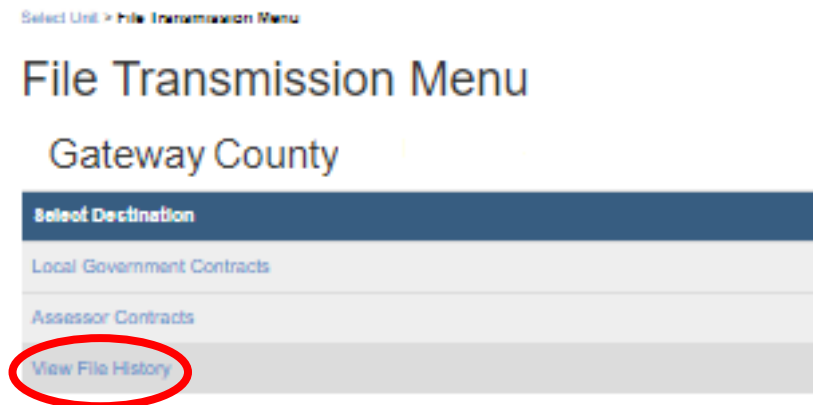 Select Unit > File Transmission Menu
File Transmission Menu
Gateway County
Select Destination
Local Government Contracts
Assessor Contracts
View File History